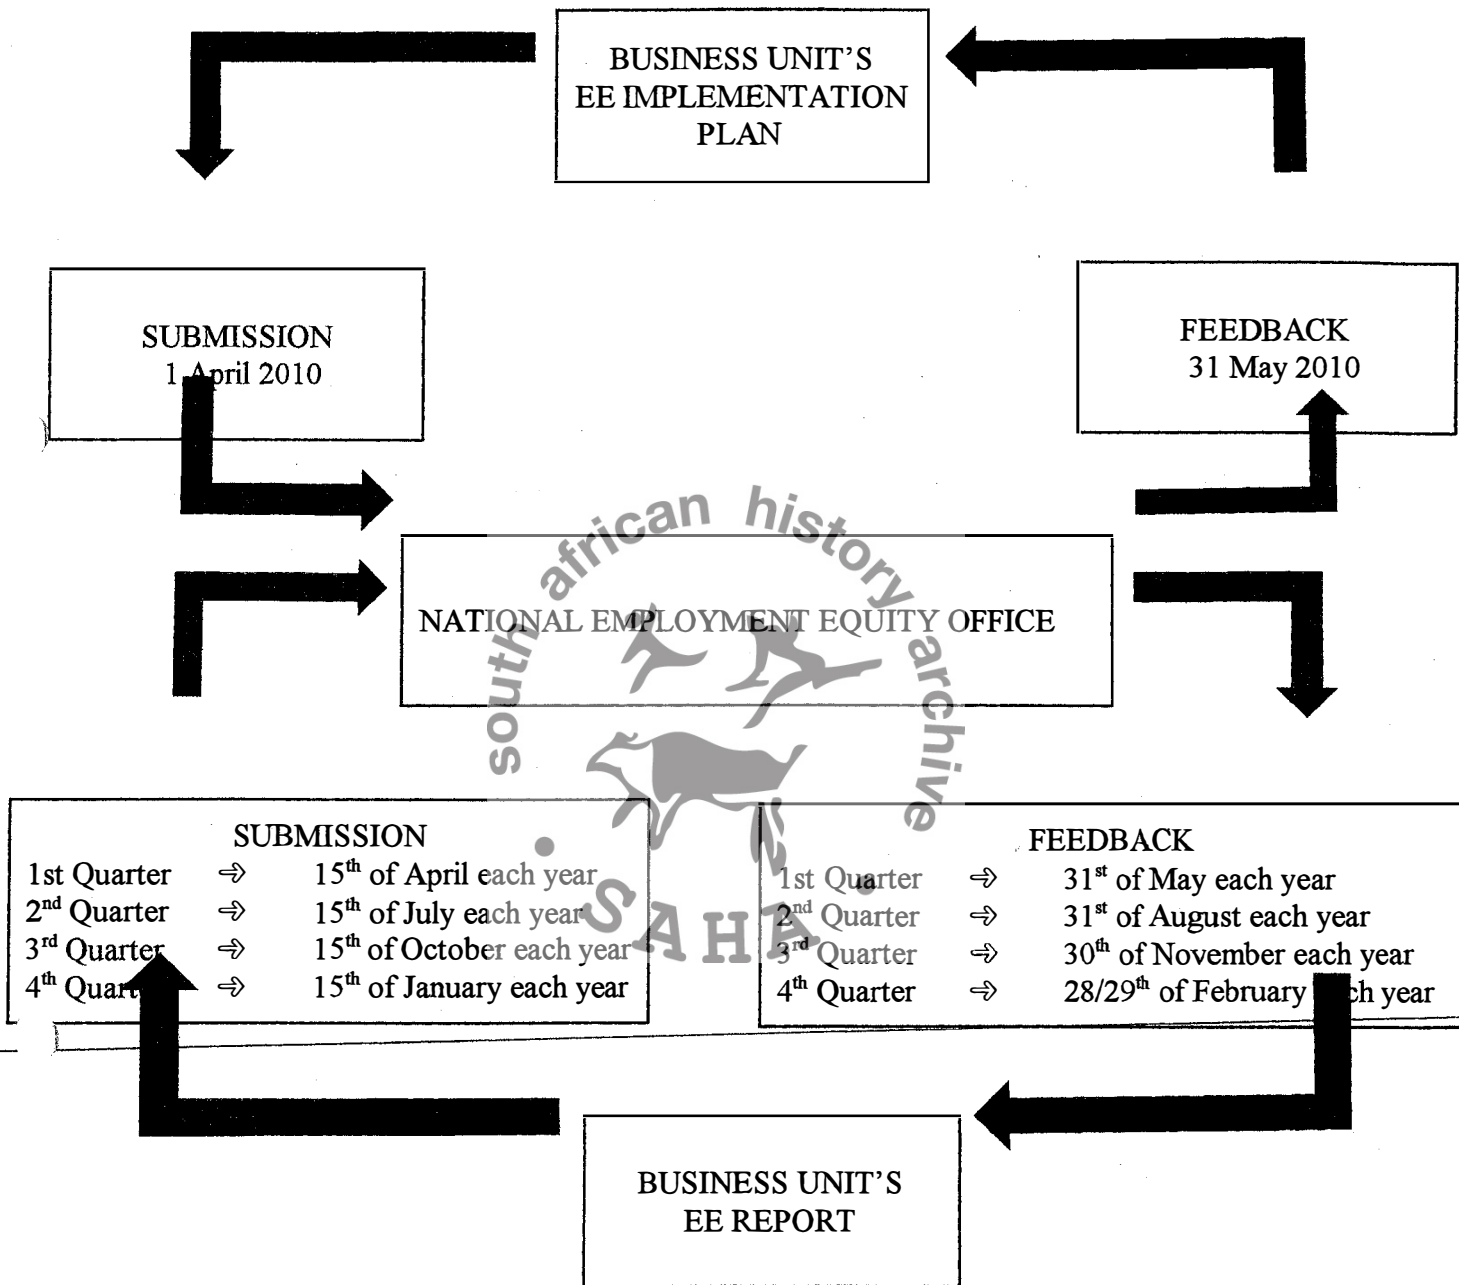 BUSINESS UNIT'S
EE IMPLEMENTATION
PLAN
SUBMISSION
1 April 2010
FEEDBACK
31 May 2010
south african history archive
NATIONAL EMPLOYMENT EQUITY OFFICE
SUBMISSION
1st Quarter ⇨ 15th of April each year
2nd Quarter ⇨ 15th of July each year
3rd Quarter ⇨ 15th of October each year
4th Quart ⇨ 15th of January each year
FEEDBACK
1st Quarter ⇨ 31st of May each year
2nd Quarter ⇨ 31st of August each year
3rd Quarter ⇨ 30th of November each year
4th Quarter ⇨ 28/29th of February ch year
• SAHA •
BUSINESS UNIT'S
EE REPORT